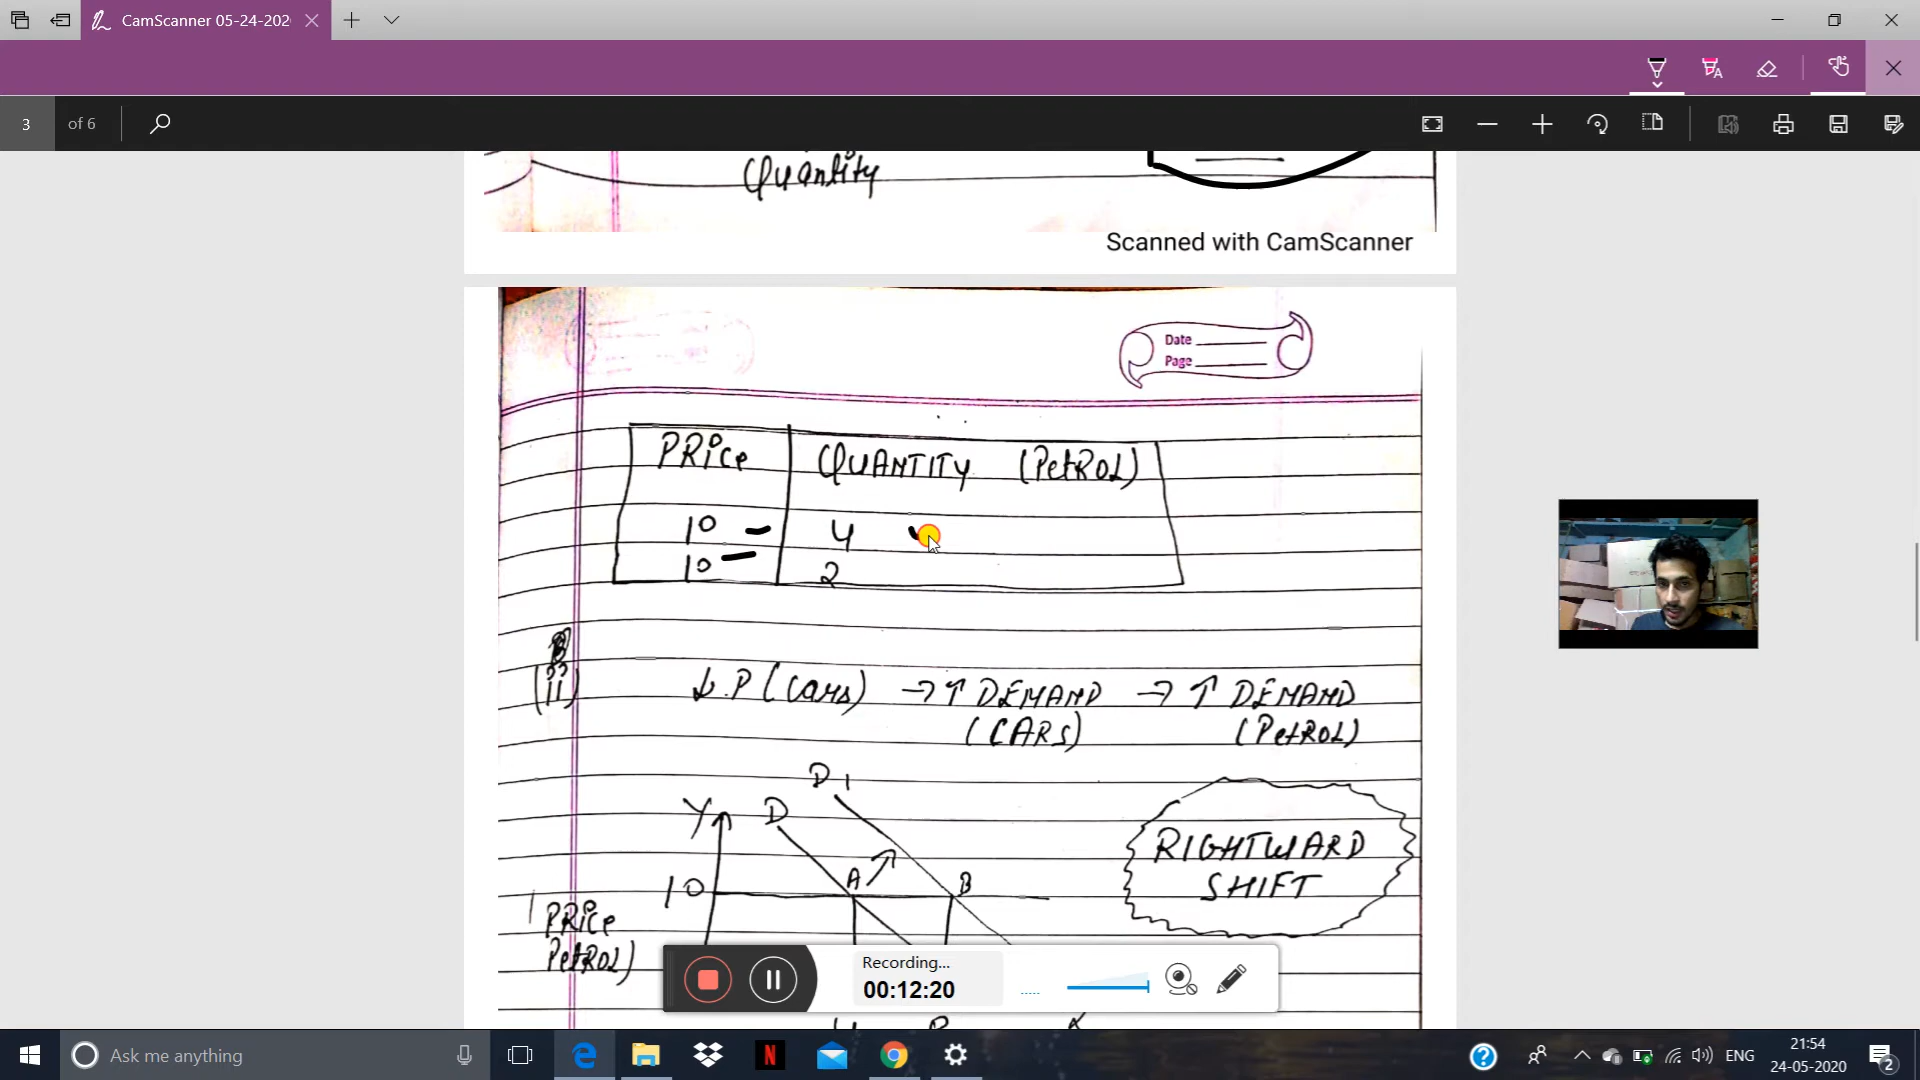 CamScanner 05-24-202
3 of 6
Quantity
Scanned with CamScanner
Date
Page
PRice QUANTITY (PetROL)
10 4
10 2
(ii) ↓ P (CARS) → ↑ DEMAND → ↑ DEMAND
(CARS) (PetROL)
D1
Y D
RIGHTWARD
SHIFT
10 A B
PRice
PetROL)
Recording...
00:12:20
Ask me anything
ENG
21:54
24-05-2020
2